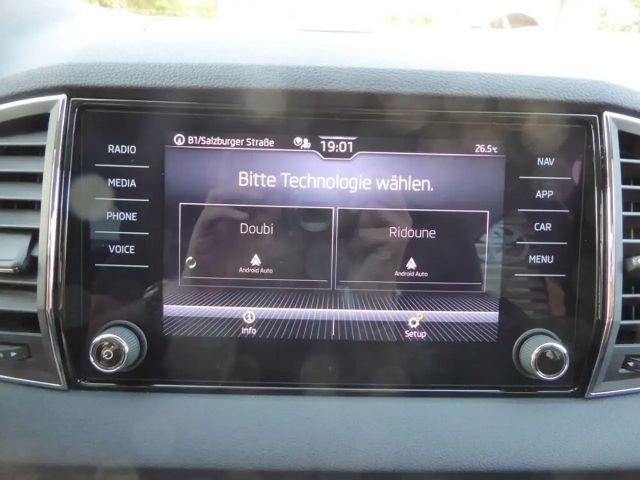 RADIO
MEDIA
PHONE
VOICE
B1/Salzburger Straße
19:01
26.5°C
Bitte Technologie wählen.
Doubi
Android Auto
Ridoune
Android Auto
Info
Setup
NAV
APP
CAR
MENU